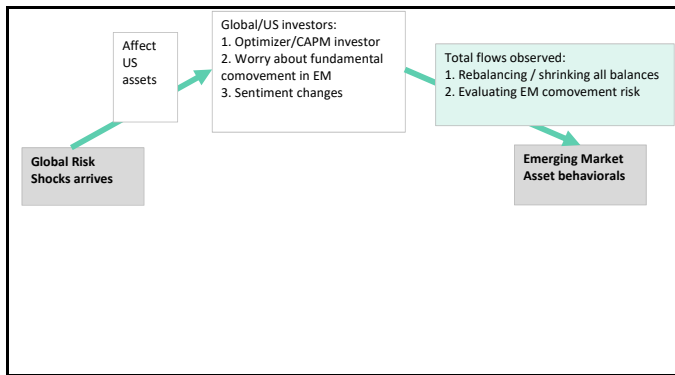 Affect
US
assets
Global/US investors:
1. Optimizer/CAPM investor
2. Worry about fundamental
comovement in EM
3. Sentiment changes
Total flows observed:
1. Rebalancing / shrinking all balances
2. Evaluating EM comovement risk
Global Risk
Shocks arrives
Emerging Market
Asset behaviorals